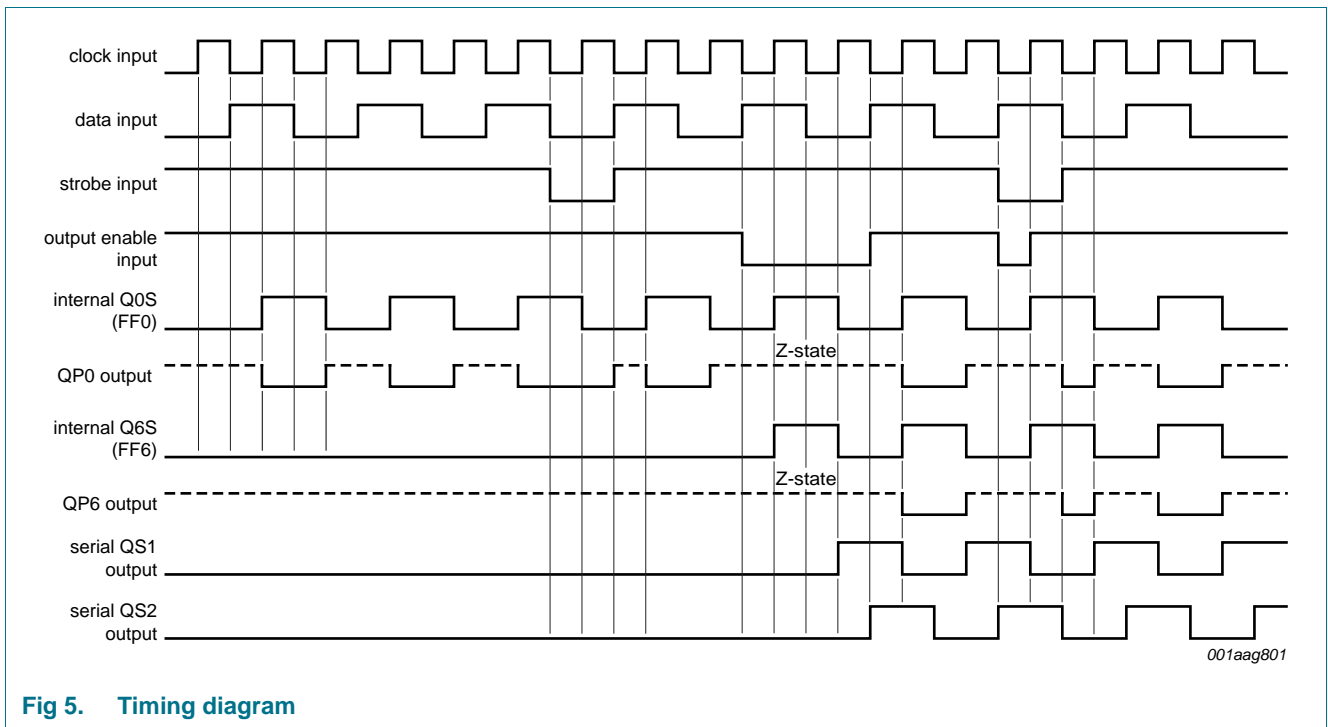 clock input
data input
strobe input
output enable
input
internal Q0S
(FF0)
Z-state
QP0 output
internal Q6S
(FF6)
Z-state
QP6 output
serial QS1
output
serial QS2
output
001aag801
Fig 5. Timing diagram